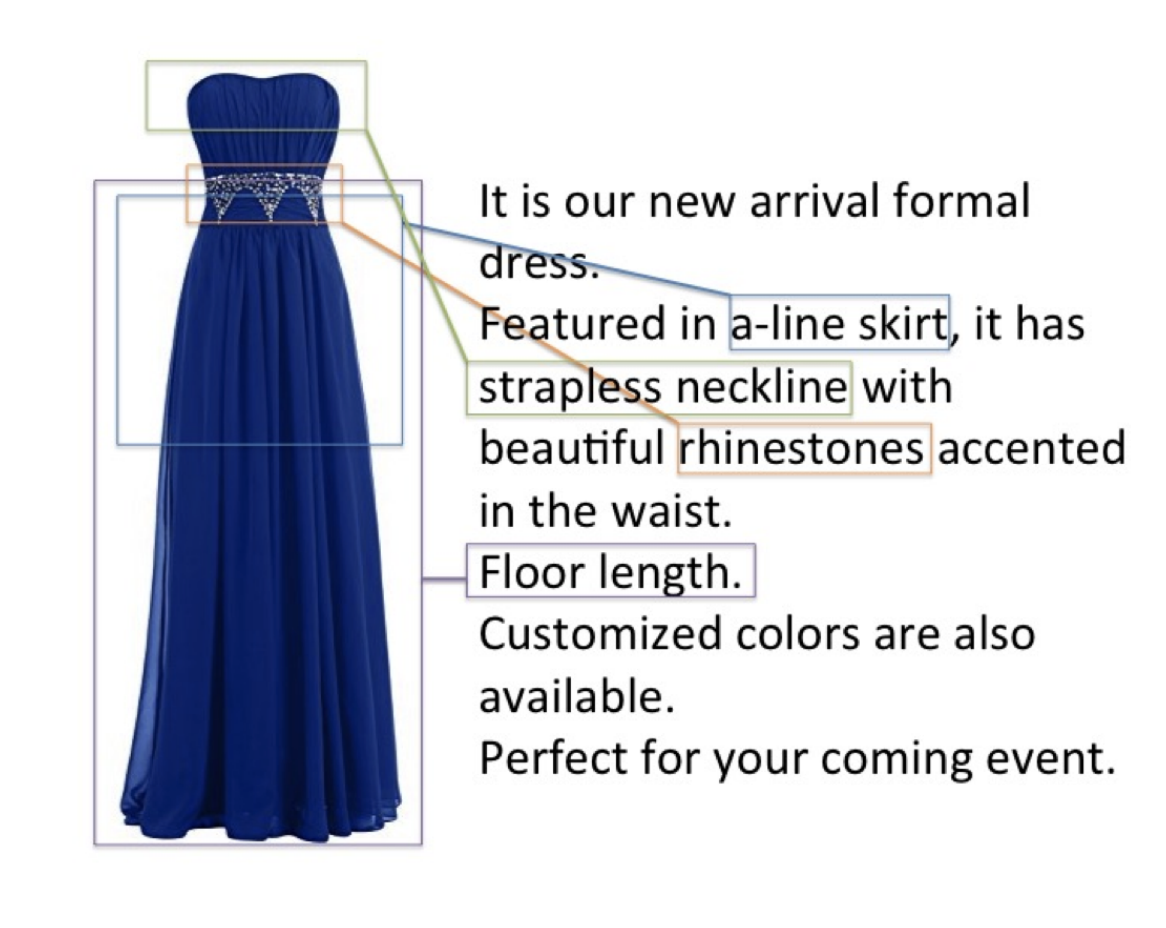 It is our new arrival formal
dress.
Featured in a-line skirt, it has
strapless neckline with
beautiful rhinestones accented
in the waist.
Floor length.
Customized colors are also
available.
Perfect for your coming event.